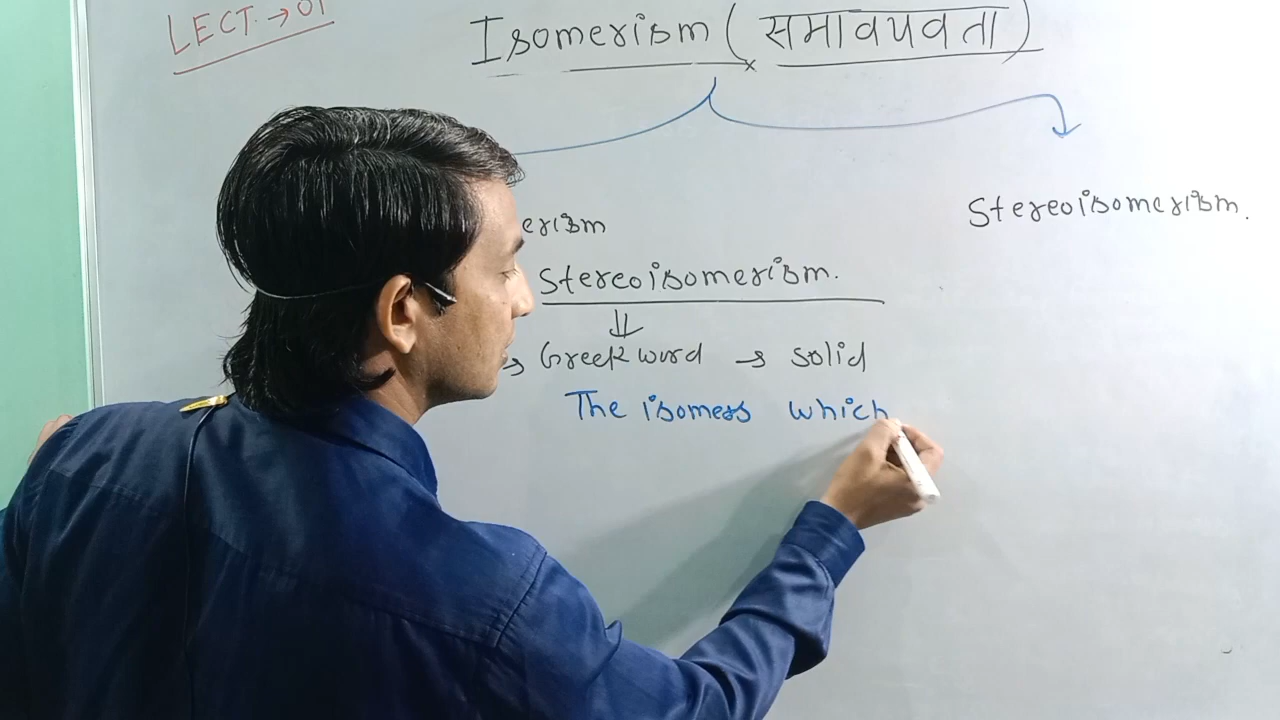 LECT. → 01
Isomerism (समावयवता)
erism
Stereoisomerism.
Stereoisomerism.
→ Greek word → solid
The isomers which